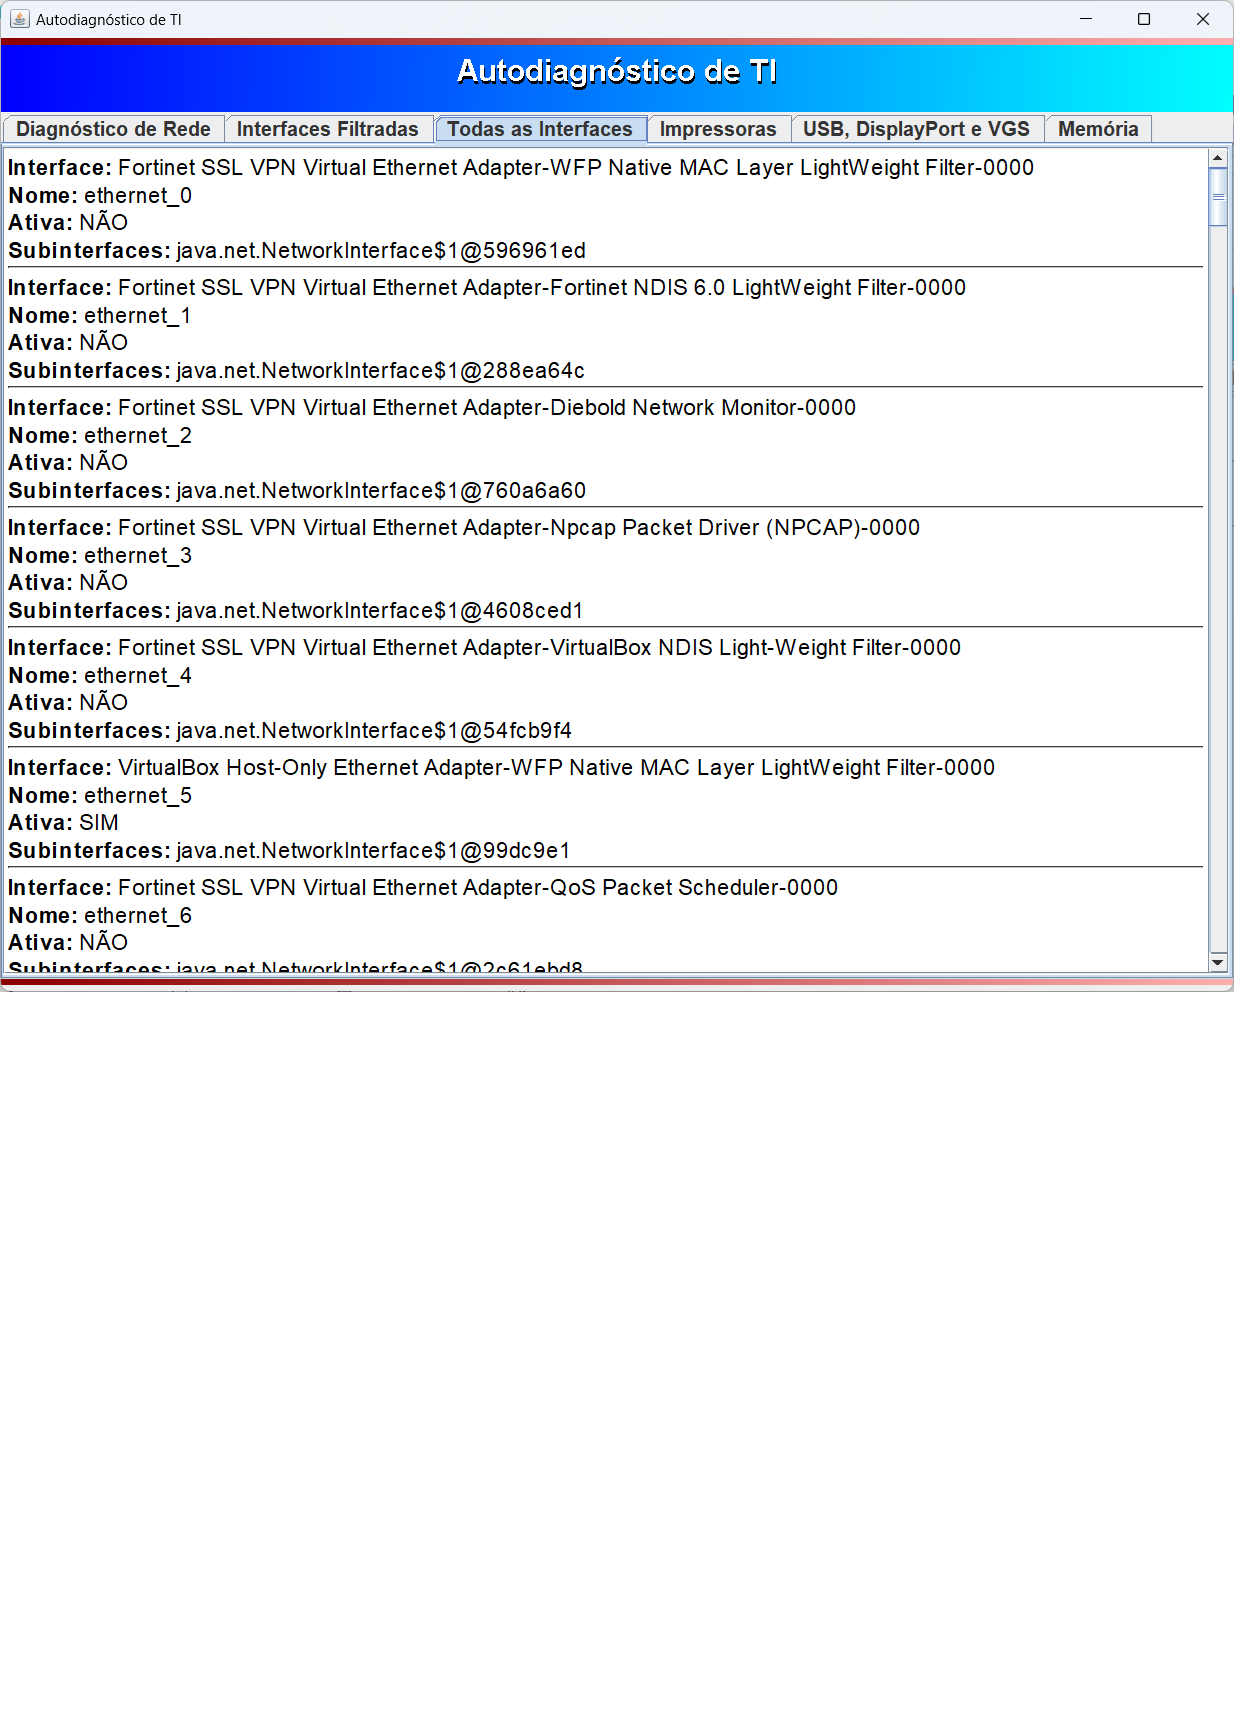 Autodiagnóstico de TI
Autodiagnóstico de TI
Diagnóstico de Rede Interfaces Filtradas Todas as Interfaces Impressoras USB, DisplayPort e VGS Memória
Interface: Fortinet SSL VPN Virtual Ethernet Adapter-WFP Native MAC Layer LightWeight Filter-0000
Nome: ethernet_0
Ativa: NÃO
Subinterfaces: java.net.NetworkInterface$1@596961ed
Interface: Fortinet SSL VPN Virtual Ethernet Adapter-Fortinet NDIS 6.0 LightWeight Filter-0000
Nome: ethernet_1
Ativa: NÃO
Subinterfaces: java.net.NetworkInterface$1@288ea64c
Interface: Fortinet SSL VPN Virtual Ethernet Adapter-Diebold Network Monitor-0000
Nome: ethernet_2
Ativa: NÃO
Subinterfaces: java.net.NetworkInterface$1@760a6a60
Interface: Fortinet SSL VPN Virtual Ethernet Adapter-Npcap Packet Driver (NPCAP)-0000
Nome: ethernet_3
Ativa: NÃO
Subinterfaces: java.net.NetworkInterface$1@4608ced1
Interface: Fortinet SSL VPN Virtual Ethernet Adapter-VirtualBox NDIS Light-Weight Filter-0000
Nome: ethernet_4
Ativa: NÃO
Subinterfaces: java.net.NetworkInterface$1@54fcb9f4
Interface: VirtualBox Host-Only Ethernet Adapter-WFP Native MAC Layer LightWeight Filter-0000
Nome: ethernet_5
Ativa: SIM
Subinterfaces: java.net.NetworkInterface$1@99dc9e1
Interface: Fortinet SSL VPN Virtual Ethernet Adapter-QoS Packet Scheduler-0000
Nome: ethernet_6
Ativa: NÃO
Subinterfaces: java.net.NetworkInterface$1@2c61ebd8